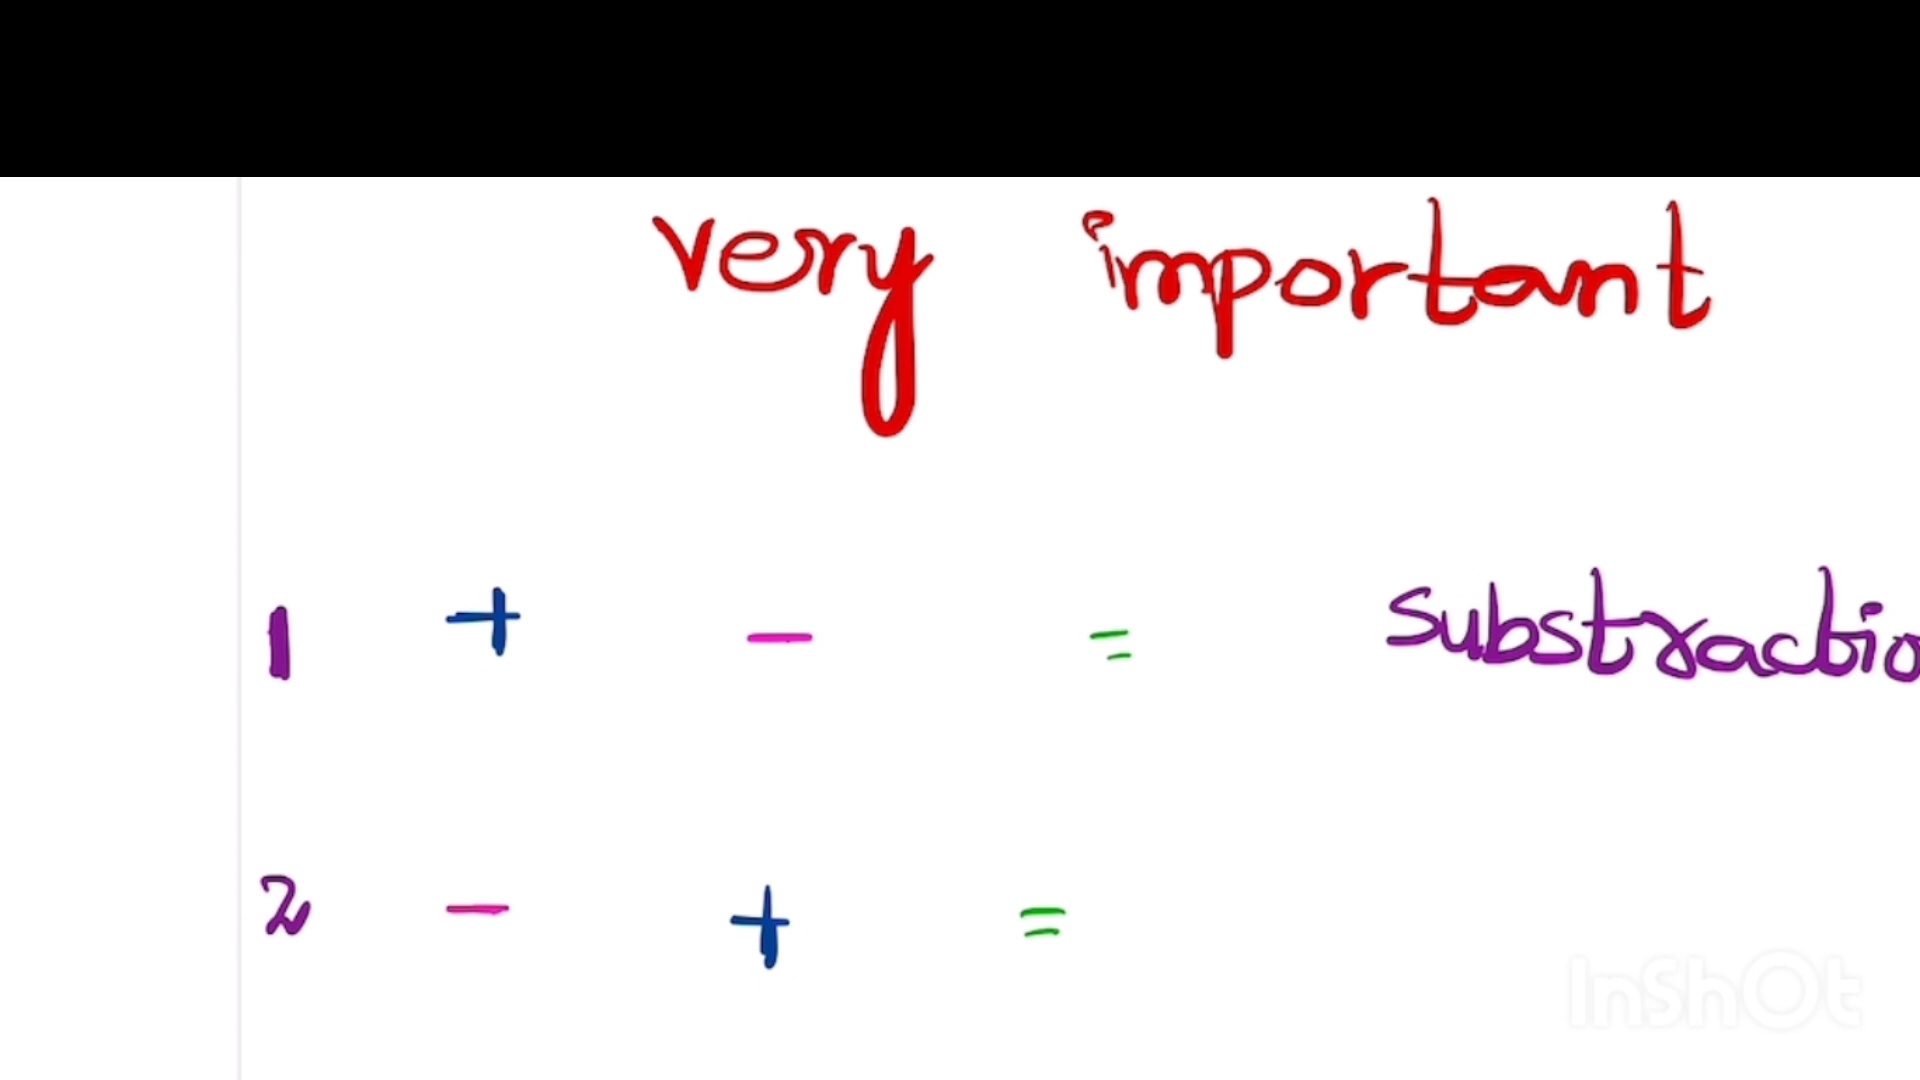 very important
1 + - = substractio
2 - + =
InShOt